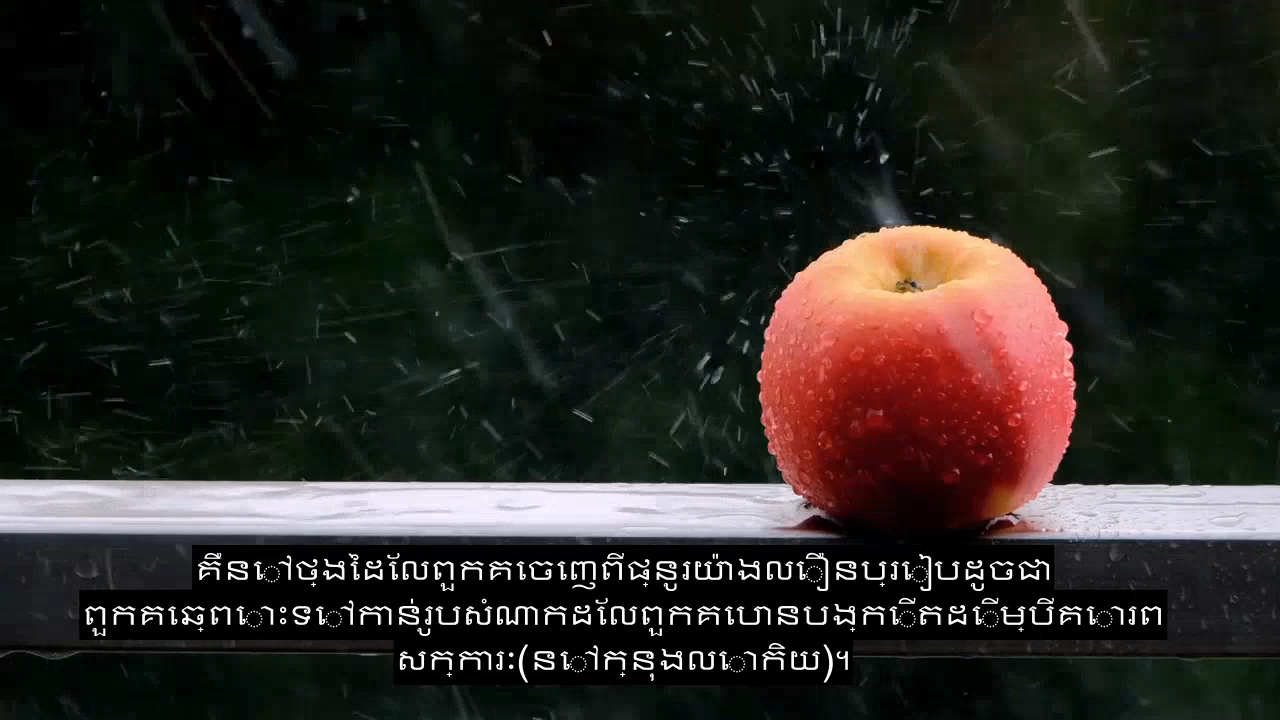 គឺនៅថ្ងៃដែលពួកគេចេញពីផ្នូរយ៉ាងលឿនប្រៀបដូចជា
ពួកគេឆ្ពោះទៅកាន់រូបសំណាកដែលពួកគេបានបង្កើតដើម្បីគោរព
សក្ការៈ(នៅក្នុងលោកិយ)។